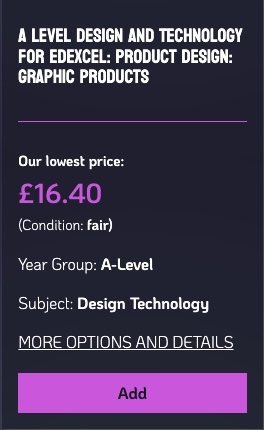 A LEVEL DESIGN AND TECHNOLOGY
FOR EDEXCEL: PRODUCT DESIGN:
GRAPHIC PRODUCTS
Our lowest price:
£16.40
(Condition: fair)
Year Group: A-Level
Subject: Design Technology
MORE OPTIONS AND DETAILS
Add